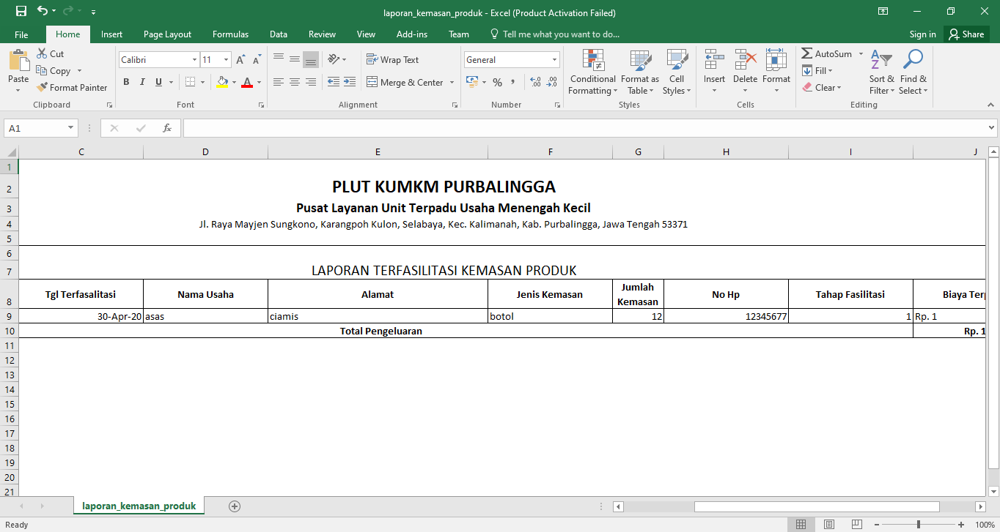 laporan_kemasan_produk - Excel (Product Activation Failed)
File Home Insert Page Layout Formulas Data Review View Add-ins Team Tell me what you want to do... Sign in Share
Paste
Cut
Copy
Format Painter
Clipboard
Calibri 11
B I U
Font
Wrap Text
Merge & Center
Alignment
General
% ,
Number
Conditional Formatting
Format as Table
Cell Styles
Styles
Insert Delete Format
Cells
AutoSum
Fill
Clear
Sort & Filter
Find & Select
Editing
A1 fx
C D E F G H I J
1
2 PLUT KUMKM PURBALINGGA
3 Pusat Layanan Unit Terpadu Usaha Menengah Kecil
4 Jl. Raya Mayjen Sungkono, Karangpoh Kulon, Selabaya, Kec. Kalimanah, Kab. Purbalingga, Jawa Tengah 53371
5
6
7 LAPORAN TERFASILITASI KEMASAN PRODUK
8 Tgl Terfasalitasi Nama Usaha Alamat Jenis Kemasan Jumlah Kemasan No Hp Tahap Fasilitasi Biaya Ter
9 30-Apr-20 asas ciamis botol 12 12345677 1 Rp. 1
10 Total Pengeluaran Rp. 1
11
12
13
14
15
16
17
18
19
20
21
laporan_kemasan_produk
Ready 100%